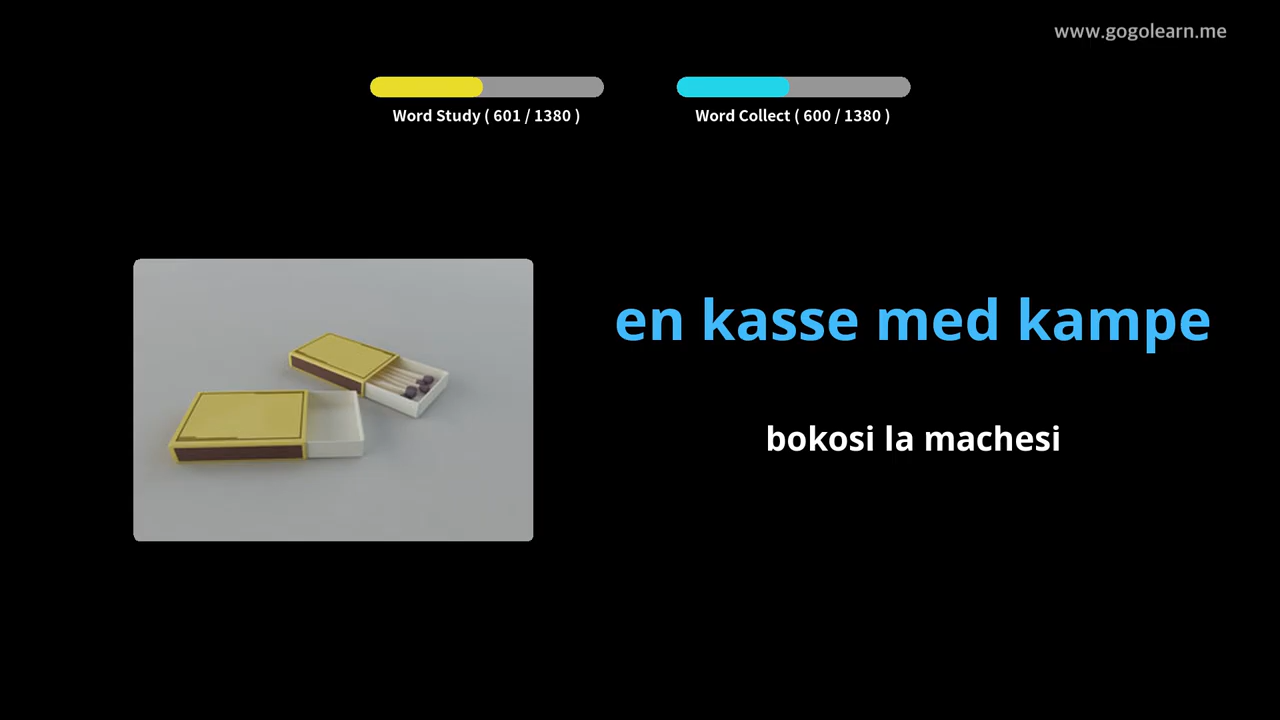 www.gogolearn.me
Word Study ( 601 / 1380 )
Word Collect ( 600 / 1380 )
en kasse med kampe
bokosi la machesi